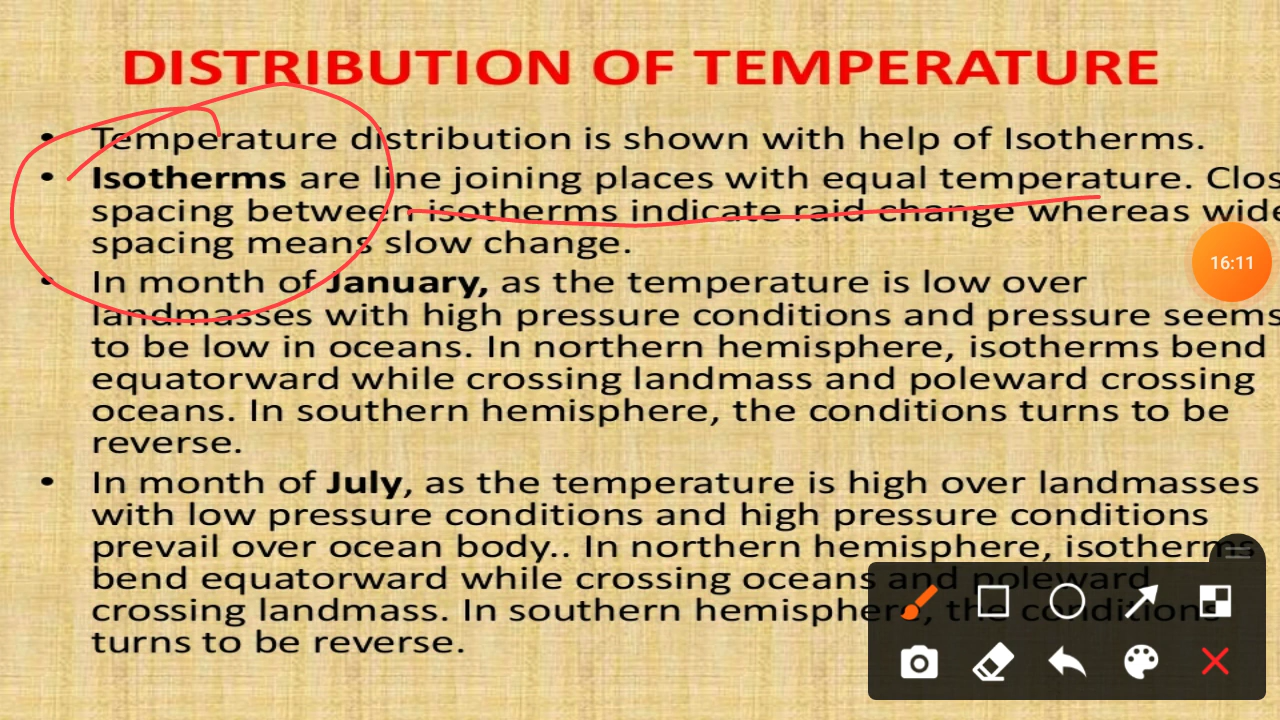 DISTRIBUTION OF TEMPERATURE
• Temperature distribution is shown with help of Isotherms.
• Isotherms are line joining places with equal temperature. Clos
spacing between isotherms indicate raid change whereas wide
spacing means slow change.
• In month of January, as the temperature is low over
landmasses with high pressure conditions and pressure seems
to be low in oceans. In northern hemisphere, isotherms bend
equatorward while crossing landmass and poleward crossing
oceans. In southern hemisphere, the conditions turns to be
reverse.
• In month of July, as the temperature is high over landmasses
with low pressure conditions and high pressure conditions
prevail over ocean body.. In northern hemisphere, isotherms
bend equatorward while crossing oceans and poleward
crossing landmass. In southern hemisphere, the conditions
turns to be reverse.
16:11